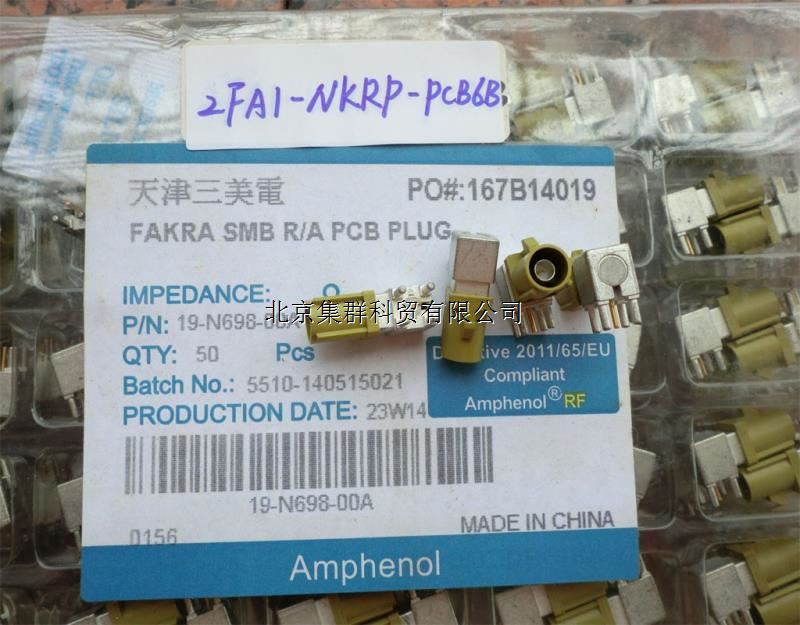 2FA1-NKRP-PCB6B
天津三美電
PO#:167B14019
FAKRA SMB R/A PCB PLUG
IMPEDANCE: Ω
北京集群科贸有限公司
P/N: 19-N698-00A
QTY: 50 Pcs
Batch No.: 5510-140515021
PRODUCTION DATE: 23W14
2011/65/EU
Compliant
Amphenol® RF
19-N698-00A
0156
MADE IN CHINA
Amphenol